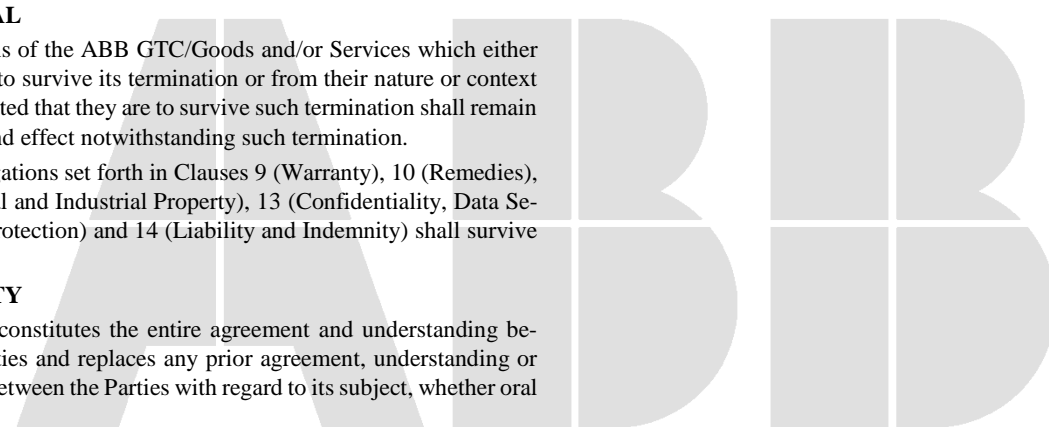 AL
s of the ABB GTC/Goods and/or Services which either
to survive its termination or from their nature or context
ted that they are to survive such termination shall remain
nd effect notwithstanding such termination.
gations set forth in Clauses 9 (Warranty), 10 (Remedies),
l and Industrial Property), 13 (Confidentiality, Data Se-
rotection) and 14 (Liability and Indemnity) shall survive
TY
constitutes the entire agreement and understanding be-
ties and replaces any prior agreement, understanding or
etween the Parties with regard to its subject, whether oral
ABB